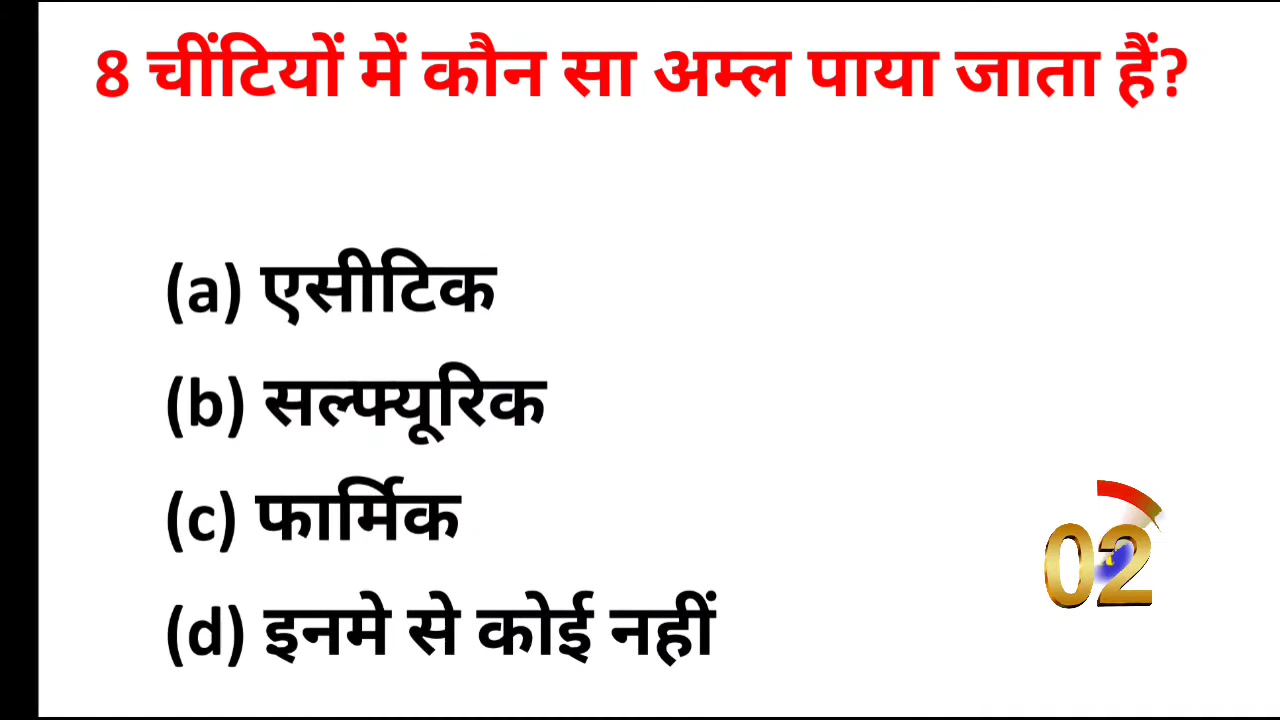 8 चींटियों में कौन सा अम्ल पाया जाता हैं?
(a) एसीटिक
(b) सल्फ्यूरिक
(c) फार्मिक
(d) इनमे से कोई नहीं
02